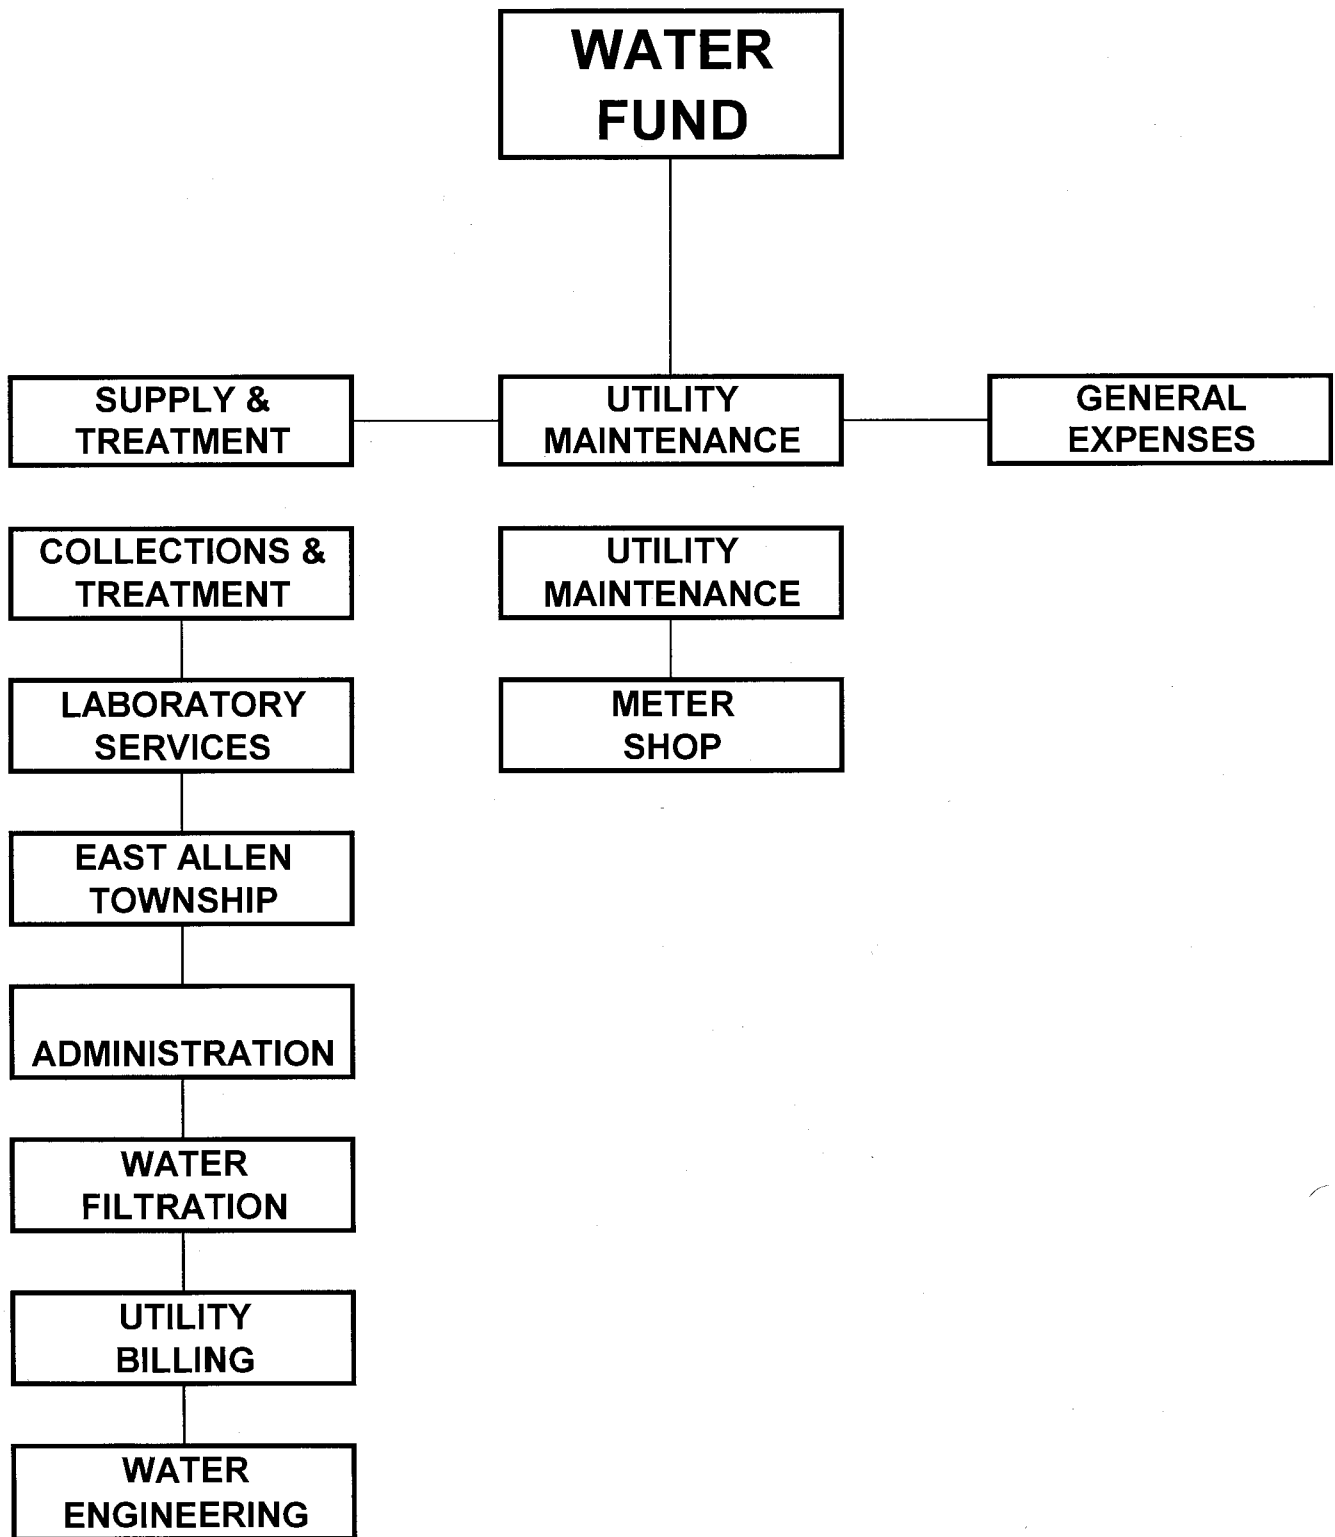 WATER
FUND
SUPPLY &
TREATMENT
UTILITY
MAINTENANCE
GENERAL
EXPENSES
COLLECTIONS &
TREATMENT
UTILITY
MAINTENANCE
LABORATORY
SERVICES
METER
SHOP
EAST ALLEN
TOWNSHIP
ADMINISTRATION
WATER
FILTRATION
UTILITY
BILLING
WATER
ENGINEERING